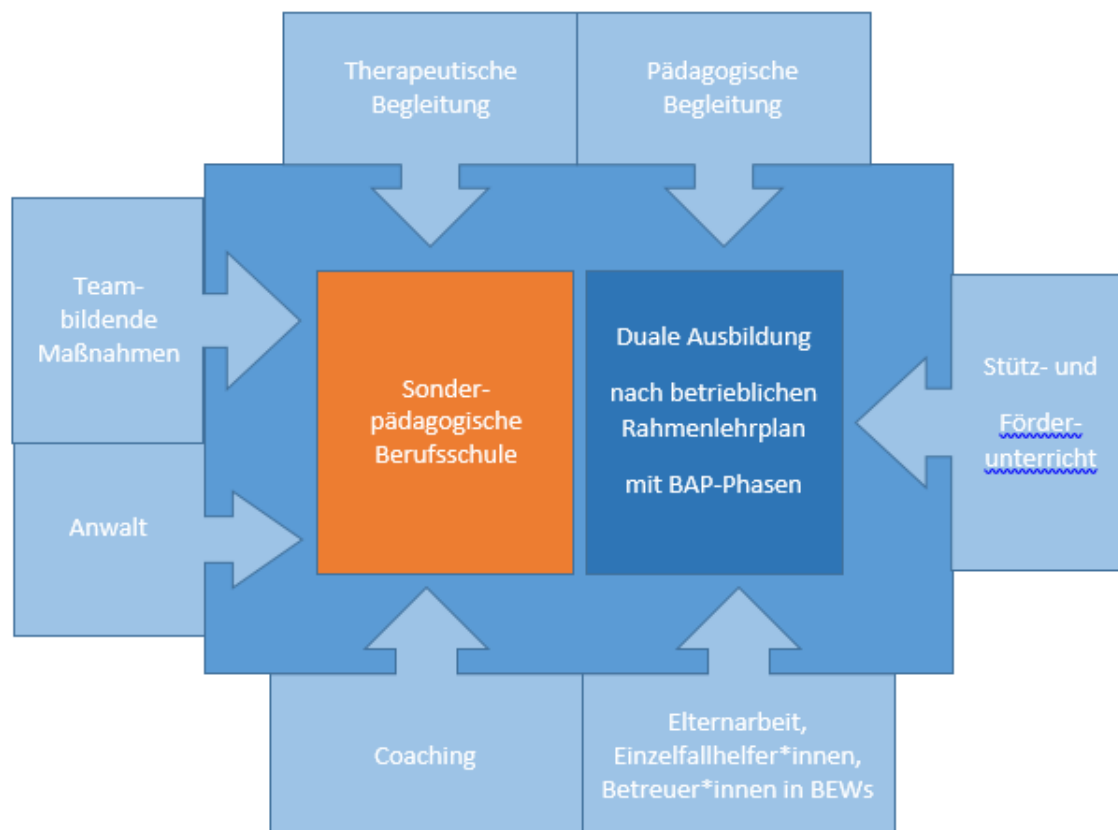 Therapeutische
Begleitung
Pädagogische
Begleitung
Team-
bildende
Maßnahmen
Anwalt
Sonder-
pädagogische
Berufsschule
Duale Ausbildung
nach betrieblichen
Rahmenlehrplan
mit BAP-Phasen
Stütz- und
Förder-
unterricht
Coaching
Elternarbeit,
Einzelfallhelfer*innen,
Betreuer*innen in BEWs